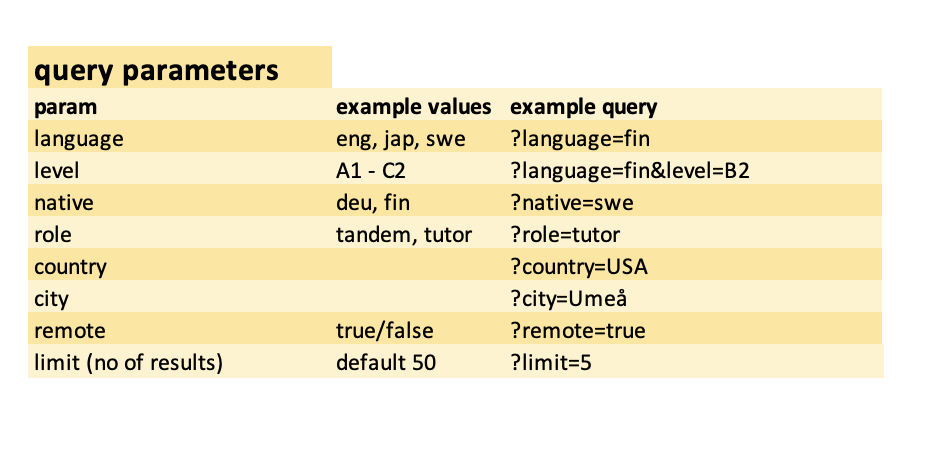 query parameters
param example values example query
language eng, jap, swe ?language=fin
level A1 - C2 ?language=fin&level=B2
native deu, fin ?native=swe
role tandem, tutor ?role=tutor
country ?country=USA
city ?city=Umeå
remote true/false ?remote=true
limit (no of results) default 50 ?limit=5